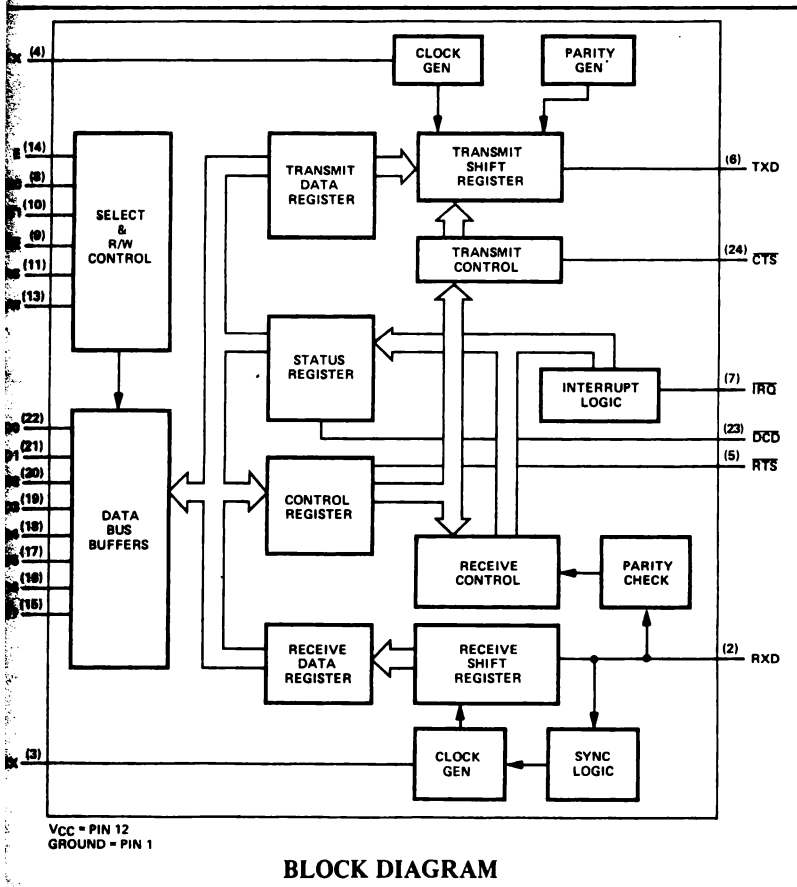 (4)
CLOCK
GEN
PARITY
GEN
(14)
(8)
(10)
(9)
(11)
(13)
SELECT
&
R/W
CONTROL
TRANSMIT
DATA
REGISTER
TRANSMIT
SHIFT
REGISTER
(6) TXD
TRANSMIT
CONTROL
(24) CTS
STATUS
REGISTER
INTERRUPT
LOGIC
(7) IRQ
(23) DCD
(5) RTS
(22)
(21)
(20)
(19)
(18)
(17)
(16)
(15)
DATA
BUS
BUFFERS
CONTROL
REGISTER
RECEIVE
CONTROL
PARITY
CHECK
RECEIVE
DATA
REGISTER
RECEIVE
SHIFT
REGISTER
(2) RXD
(3)
CLOCK
GEN
SYNC
LOGIC
VCC = PIN 12
GROUND = PIN 1
BLOCK DIAGRAM